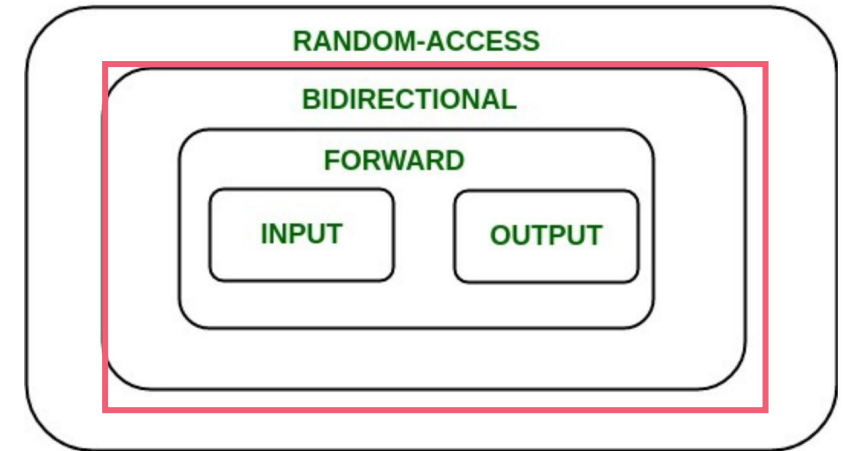 RANDOM-ACCESS
BIDIRECTIONAL
FORWARD
INPUT
OUTPUT